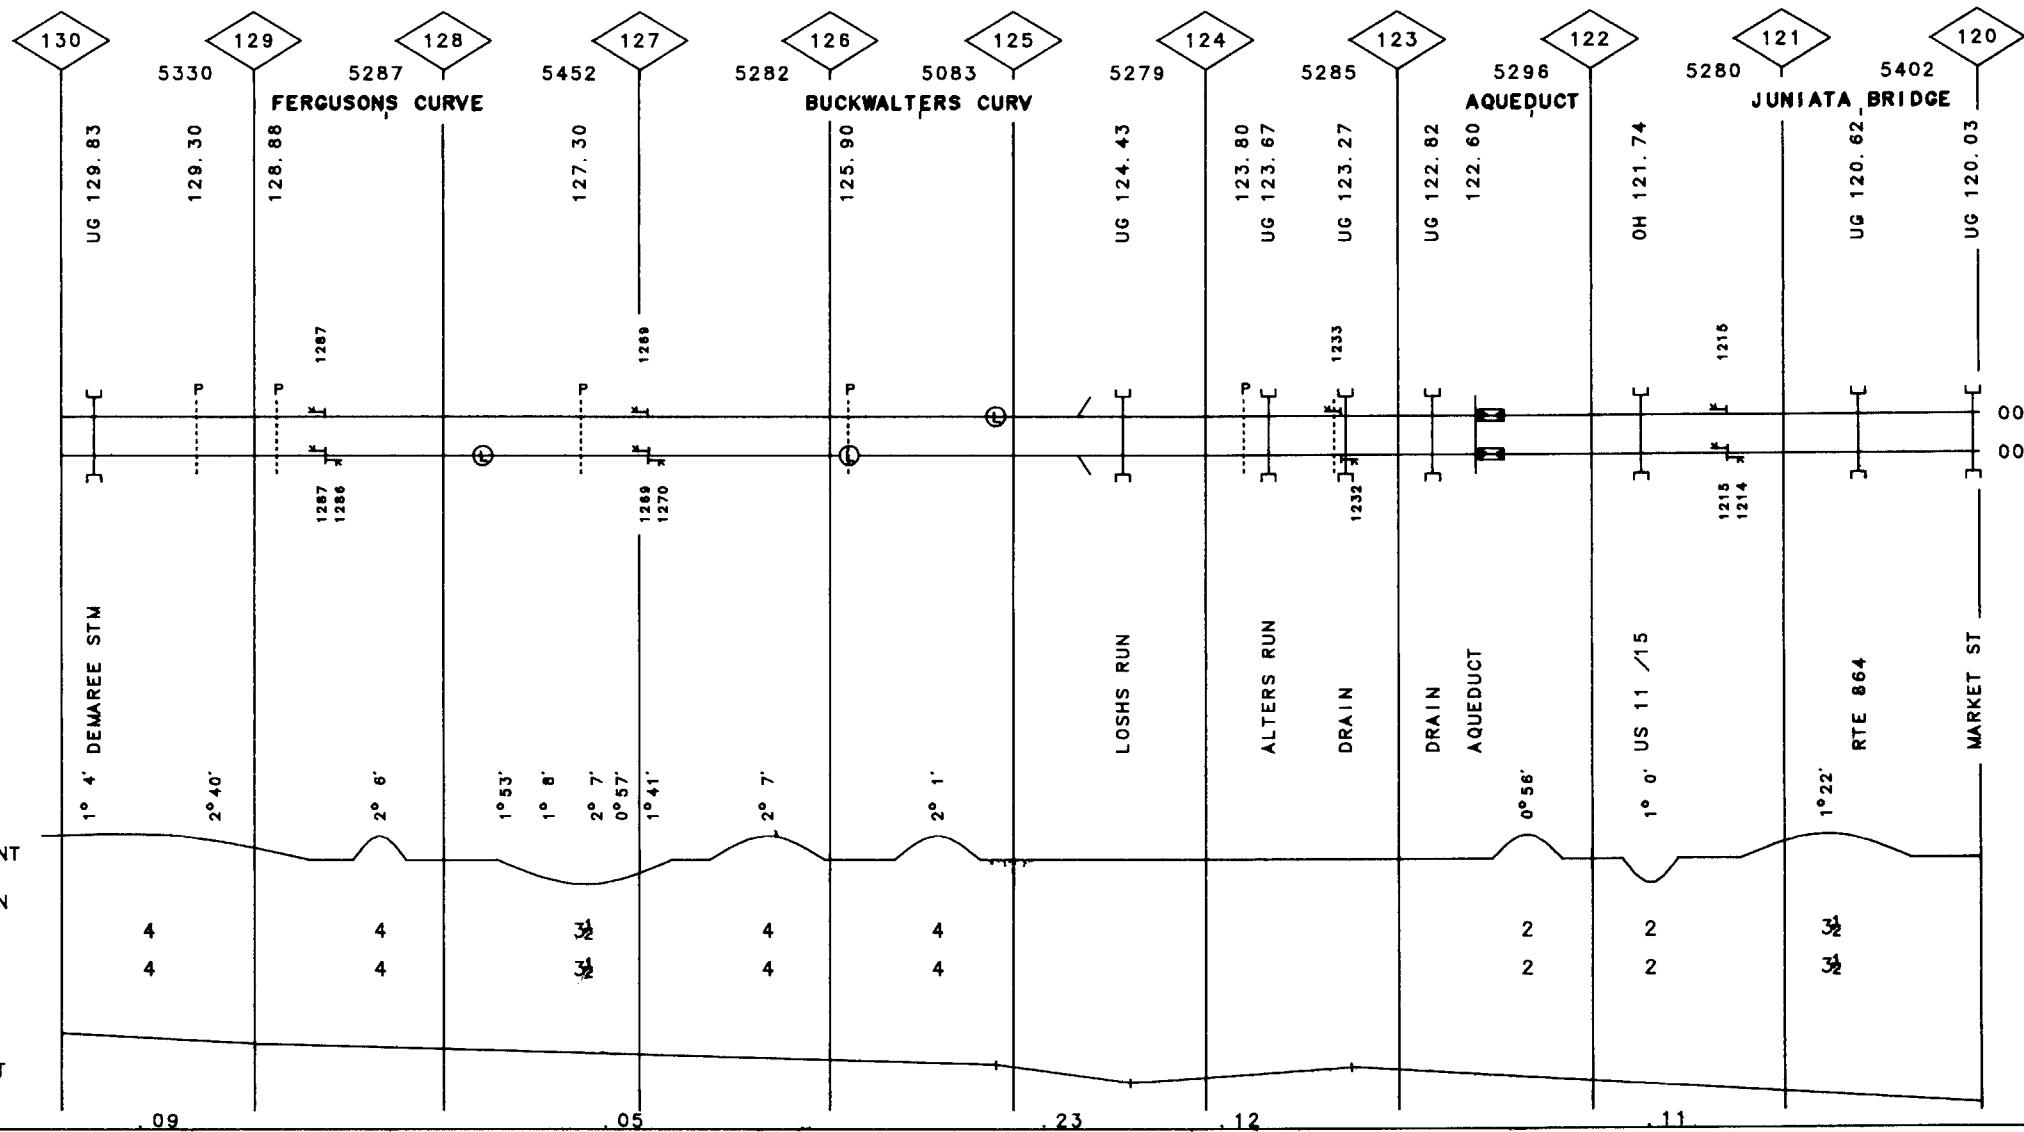 130 129 128 127 126 125 124 123 122 121 120
5330 5287 5452 5282 5083 5279 5285 5296 5280 5402
FERGUSONS CURVE BUCKWALTERS CURV AQUEDUCT JUNIATA BRIDGE
UG 129.83
129.30
128.88
127.30
125.90
UG 124.43
123.80
UG 123.67
UG 123.27
UG 122.82
122.60
OH 121.74
UG 120.62
UG 120.03
1287 1269 1233 1215
P P P P P
00
L L L
00
1287
1286
1269
1270
1232
1215
1214
1° 4' DEMAREE STM
2°40'
2° 6'
1°53'
1° 8'
2° 7'
0°57'
1°41'
2° 7'
2° 1'
LOSHS RUN
ALTERS RUN
DRAIN
DRAIN
AQUEDUCT
0°56'
1° 0' US 11 /15
1°22'
RTE 864
MARKET ST
NT
N
4 4 3½ 4 4 2 2 3½
4 4 3½ 4 4 2 2 3½
T
.09 .05 .23 .12 .11